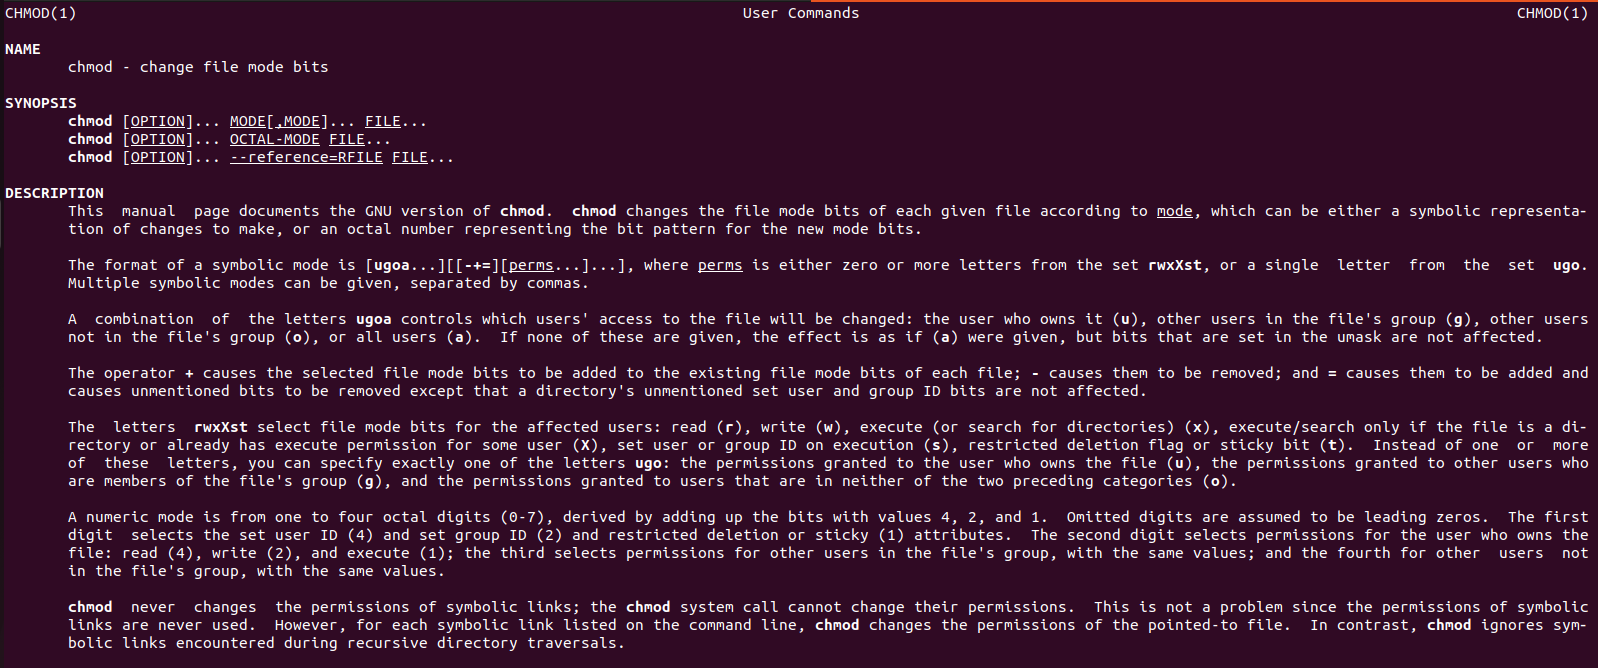 CHMOD(1) User Commands CHMOD(1)
NAME
chmod - change file mode bits
SYNOPSIS
chmod [OPTION]... MODE[,MODE]... FILE...
chmod [OPTION]... OCTAL-MODE FILE...
chmod [OPTION]... --reference=RFILE FILE...
DESCRIPTION
This manual page documents the GNU version of chmod. chmod changes the file mode bits of each given file according to mode, which can be either a symbolic representa-
tion of changes to make, or an octal number representing the bit pattern for the new mode bits.
The format of a symbolic mode is [ugoa...][[-+=][perms...]...], where perms is either zero or more letters from the set rwxXst, or a single letter from the set ugo.
Multiple symbolic modes can be given, separated by commas.
A combination of the letters ugoa controls which users' access to the file will be changed: the user who owns it (u), other users in the file's group (g), other users
not in the file's group (o), or all users (a). If none of these are given, the effect is as if (a) were given, but bits that are set in the umask are not affected.
The operator + causes the selected file mode bits to be added to the existing file mode bits of each file; - causes them to be removed; and = causes them to be added and
causes unmentioned bits to be removed except that a directory's unmentioned set user and group ID bits are not affected.
The letters rwxXst select file mode bits for the affected users: read (r), write (w), execute (or search for directories) (x), execute/search only if the file is a di-
rectory or already has execute permission for some user (X), set user or group ID on execution (s), restricted deletion flag or sticky bit (t). Instead of one or more
of these letters, you can specify exactly one of the letters ugo: the permissions granted to the user who owns the file (u), the permissions granted to other users who
are members of the file's group (g), and the permissions granted to users that are in neither of the two preceding categories (o).
A numeric mode is from one to four octal digits (0-7), derived by adding up the bits with values 4, 2, and 1. Omitted digits are assumed to be leading zeros. The first
digit selects the set user ID (4) and set group ID (2) and restricted deletion or sticky (1) attributes. The second digit selects permissions for the user who owns the
file: read (4), write (2), and execute (1); the third selects permissions for other users in the file's group, with the same values; and the fourth for other users not
in the file's group, with the same values.
chmod never changes the permissions of symbolic links; the chmod system call cannot change their permissions. This is not a problem since the permissions of symbolic
links are never used. However, for each symbolic link listed on the command line, chmod changes the permissions of the pointed-to file. In contrast, chmod ignores sym-
bolic links encountered during recursive directory traversals.